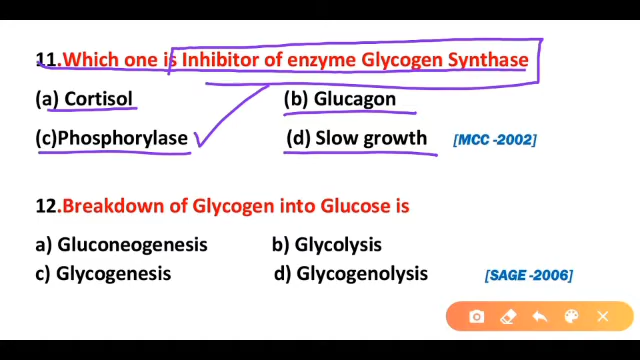 11.Which one is Inhibitor of enzyme Glycogen Synthase
(a) Cortisol (b) Glucagon
(c)Phosphorylase (d) Slow growth [MCC -2002]
12.Breakdown of Glycogen into Glucose is
a) Gluconeogenesis b) Glycolysis
c) Glycogenesis d) Glycogenolysis [SAGE -2006]